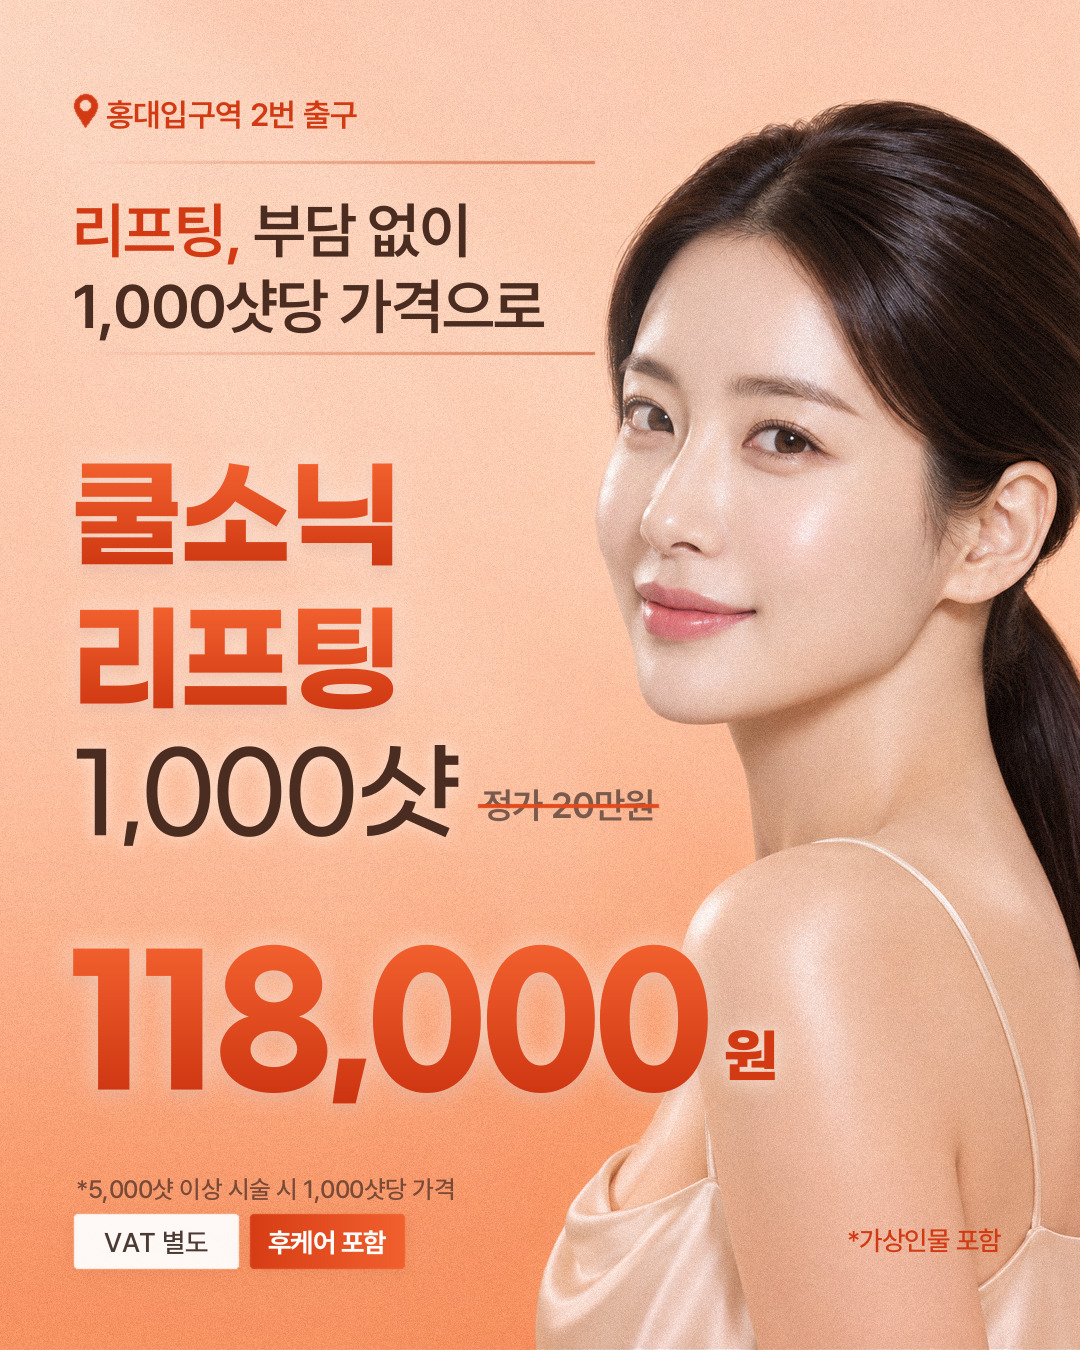 홍대입구역 2번 출구
리프팅, 부담 없이
1,000샷당 가격으로
쿨소닉
리프팅
1,000샷 정가 20만원
118,000원
*5,000샷 이상 시술 시 1,000샷당 가격
VAT 별도 후케어 포함
*가상인물 포함